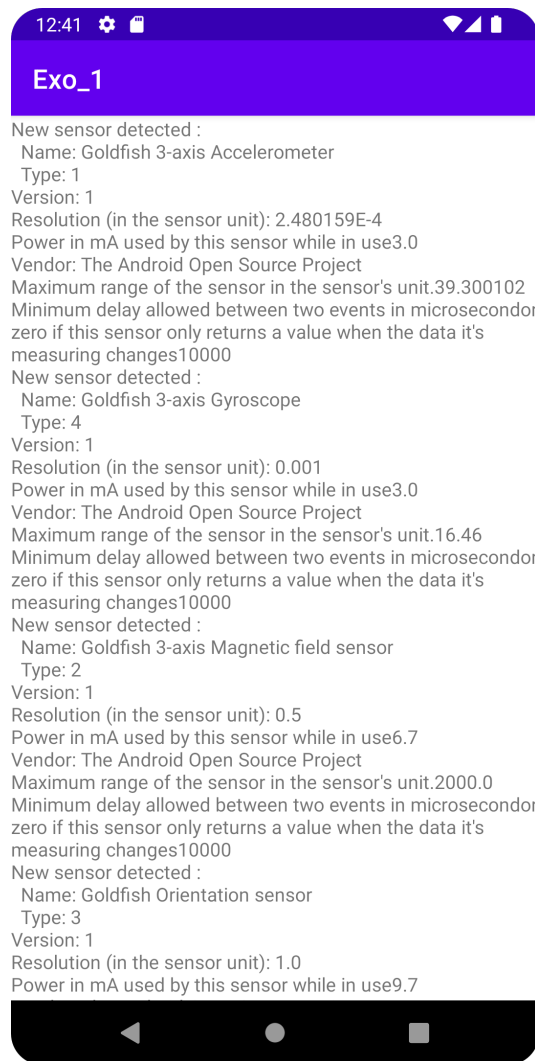 12:41
Exo_1
New sensor detected :
Name: Goldfish 3-axis Accelerometer
Type: 1
Version: 1
Resolution (in the sensor unit): 2.480159E-4
Power in mA used by this sensor while in use3.0
Vendor: The Android Open Source Project
Maximum range of the sensor in the sensor's unit.39.300102
Minimum delay allowed between two events in microsecondor
zero if this sensor only returns a value when the data it's
measuring changes10000
New sensor detected :
Name: Goldfish 3-axis Gyroscope
Type: 4
Version: 1
Resolution (in the sensor unit): 0.001
Power in mA used by this sensor while in use3.0
Vendor: The Android Open Source Project
Maximum range of the sensor in the sensor's unit.16.46
Minimum delay allowed between two events in microsecondor
zero if this sensor only returns a value when the data it's
measuring changes10000
New sensor detected :
Name: Goldfish 3-axis Magnetic field sensor
Type: 2
Version: 1
Resolution (in the sensor unit): 0.5
Power in mA used by this sensor while in use6.7
Vendor: The Android Open Source Project
Maximum range of the sensor in the sensor's unit.2000.0
Minimum delay allowed between two events in microsecondor
zero if this sensor only returns a value when the data it's
measuring changes10000
New sensor detected :
Name: Goldfish Orientation sensor
Type: 3
Version: 1
Resolution (in the sensor unit): 1.0
Power in mA used by this sensor while in use9.7